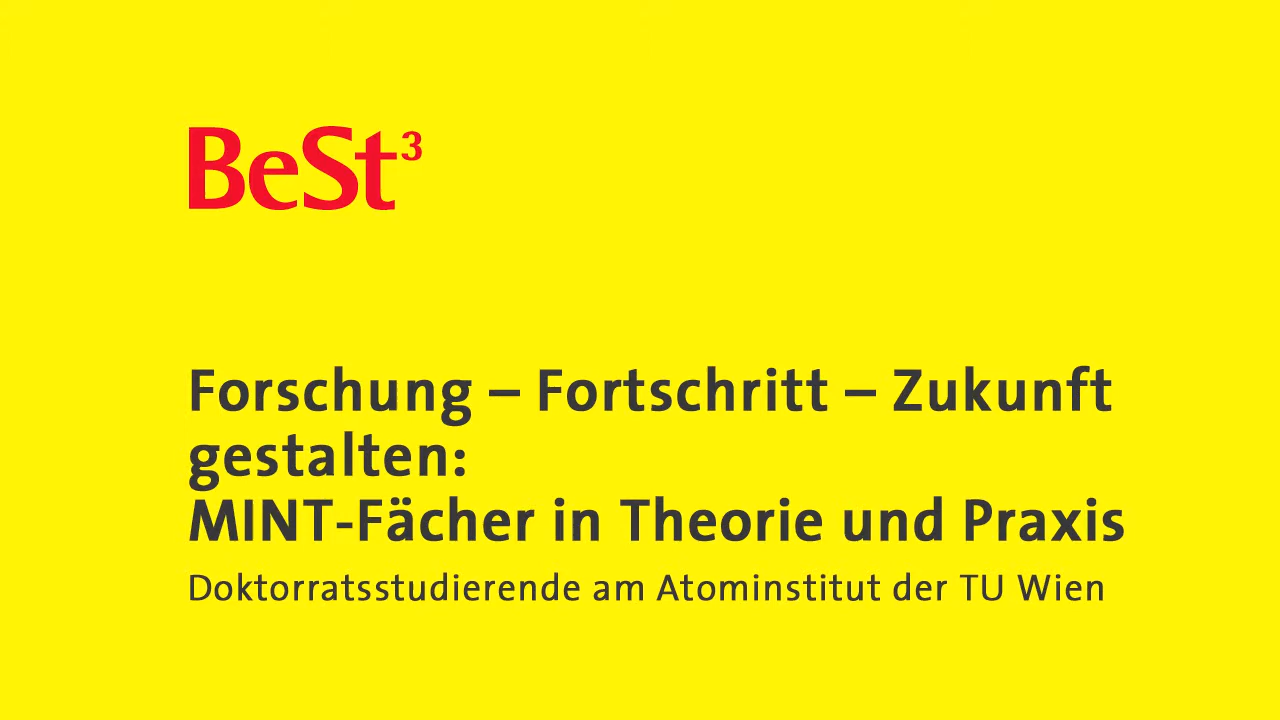 BeSt³
Forschung – Fortschritt – Zukunft
gestalten:
MINT-Fächer in Theorie und Praxis
Doktorratsstudierende am Atominstitut der TU Wien